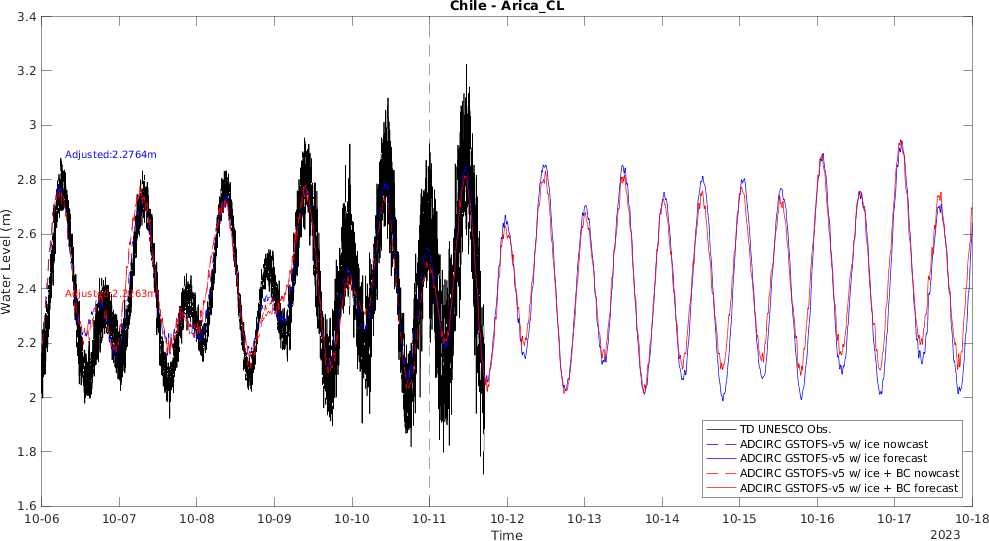 Chile - Arica_CL
3.4
3.2
3
2.8
2.6
2.4
2.2
2
1.8
1.6
Water Level (m)
Adjusted:2.2764m
Adjusted:2.2263m
TD UNESCO Obs.
ADCIRC GSTOFS-v5 w/ ice nowcast
ADCIRC GSTOFS-v5 w/ ice forecast
ADCIRC GSTOFS-v5 w/ ice + BC nowcast
ADCIRC GSTOFS-v5 w/ ice + BC forecast
10-06 10-07 10-08 10-09 10-10 10-11 10-12 10-13 10-14 10-15 10-16 10-17 10-18
Time
2023